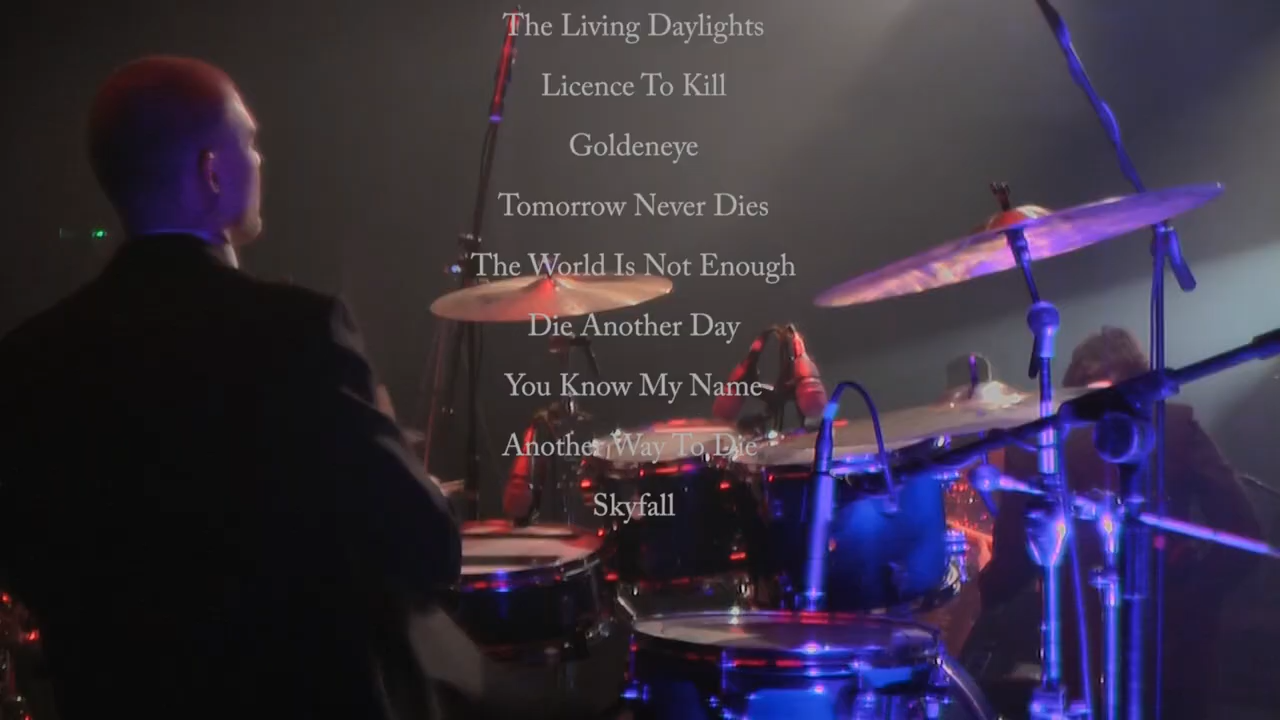 The Living Daylights
Licence To Kill
Goldeneye
Tomorrow Never Dies
The World Is Not Enough
Die Another Day
You Know My Name
Another Way To Die
Skyfall